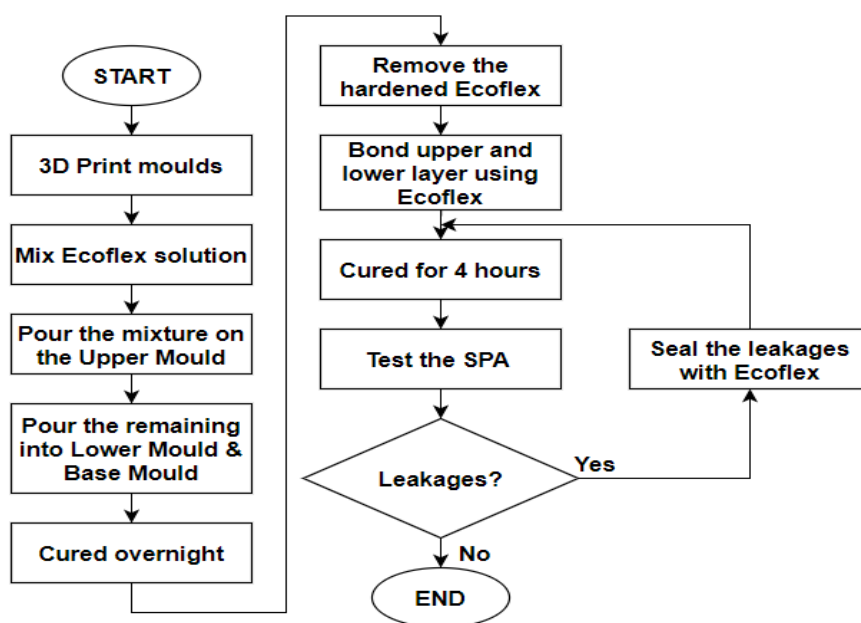 START
3D Print moulds
Mix Ecoflex solution
Pour the mixture on
the Upper Mould
Pour the remaining
into Lower Mould &
Base Mould
Cured overnight
Remove the
hardened Ecoflex
Bond upper and
lower layer using
Ecoflex
Cured for 4 hours
Test the SPA
Leakages?
Yes
Seal the leakages
with Ecoflex
No
END